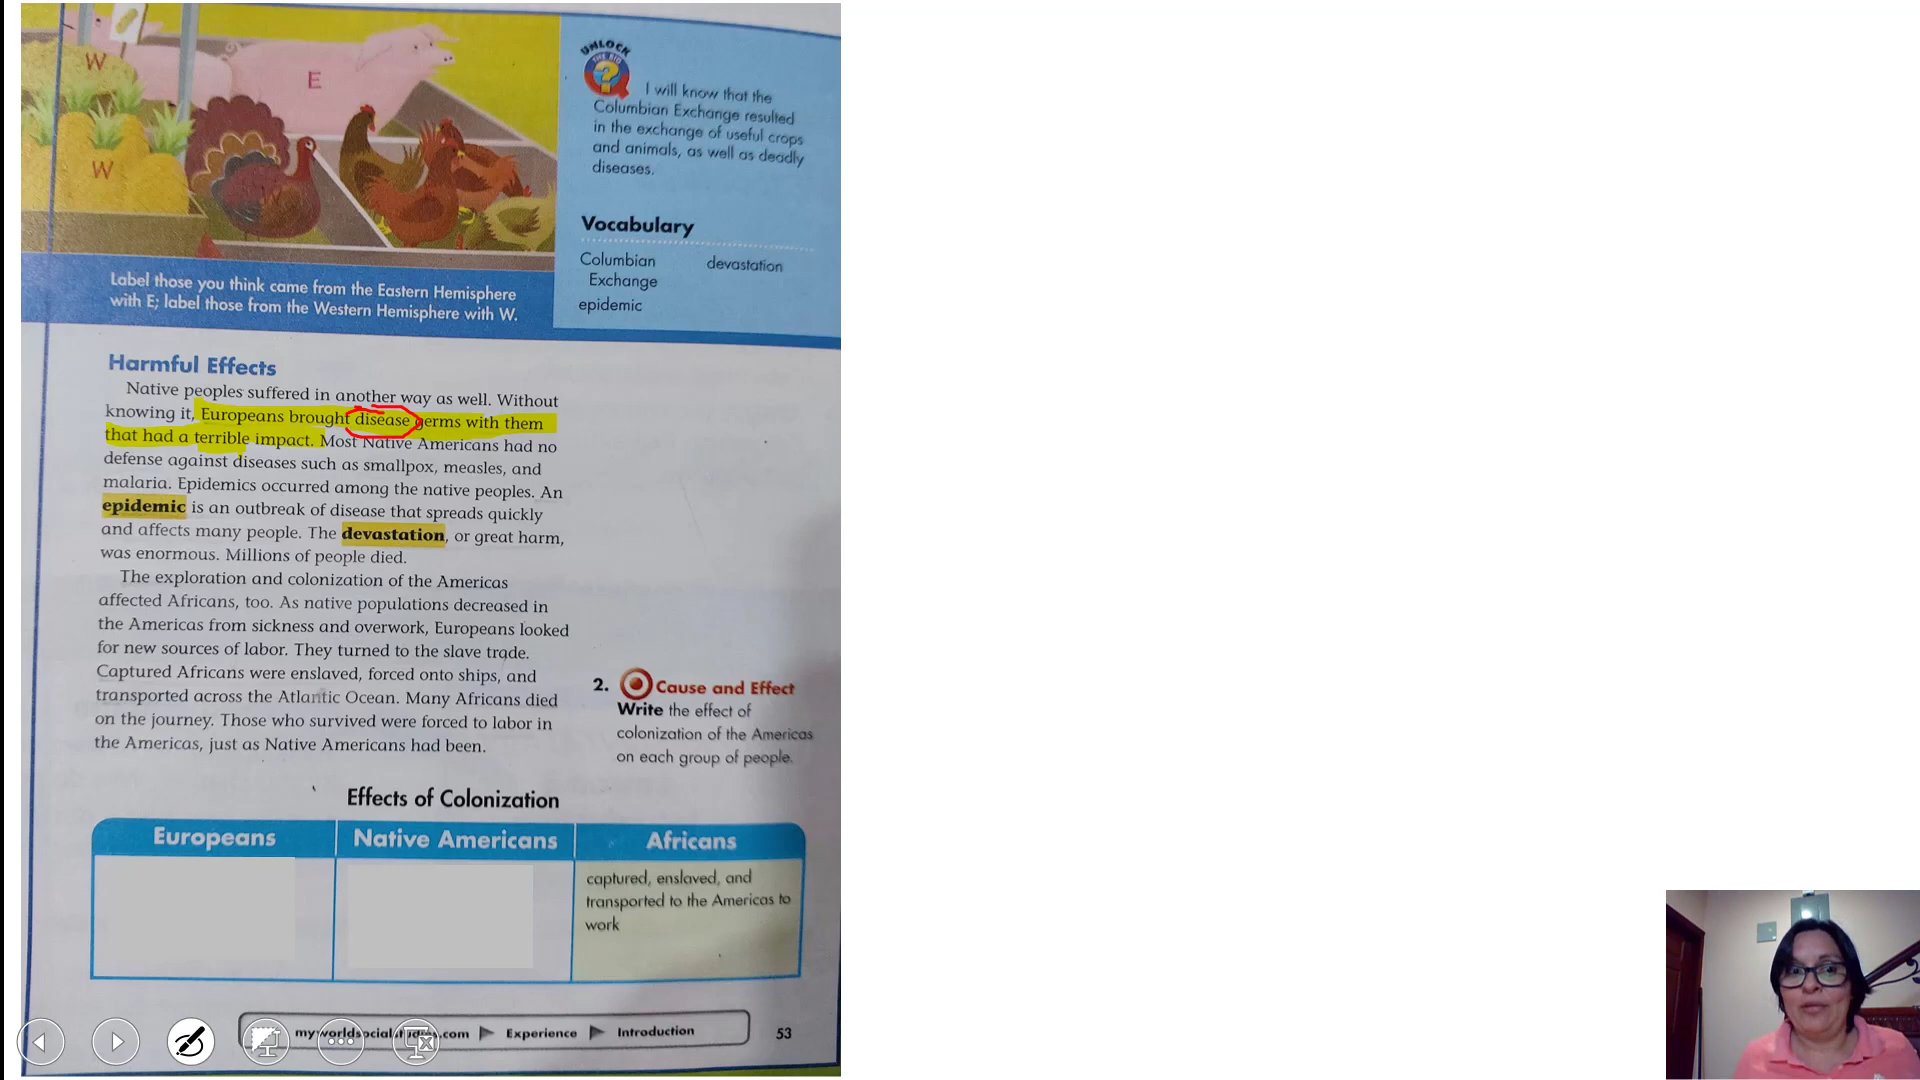 W
E
W
UNLOCK
THE BIG
?
I will know that the
Columbian Exchange resulted
in the exchange of useful crops
and animals, as well as deadly
diseases.
Vocabulary
Columbian devastation
Exchange
epidemic
Label those you think came from the Eastern Hemisphere
with E; label those from the Western Hemisphere with W.
Harmful Effects
Native peoples suffered in another way as well. Without
knowing it, Europeans brought disease germs with them
that had a terrible impact. Most Native Americans had no
defense against diseases such as smallpox, measles, and
malaria. Epidemics occurred among the native peoples. An
epidemic is an outbreak of disease that spreads quickly
and affects many people. The devastation, or great harm,
was enormous. Millions of people died.
The exploration and colonization of the Americas
affected Africans, too. As native populations decreased in
the Americas from sickness and overwork, Europeans looked
for new sources of labor. They turned to the slave trade.
Captured Africans were enslaved, forced onto ships, and
transported across the Atlantic Ocean. Many Africans died
on the journey. Those who survived were forced to labor in
the Americas, just as Native Americans had been.
2. Cause and Effect
Write the effect of
colonization of the Americas
on each group of people.
Effects of Colonization
Europeans Native Americans Africans
captured, enslaved, and
transported to the Americas to
work
myworldsocialstudies.com Experience Introduction
53